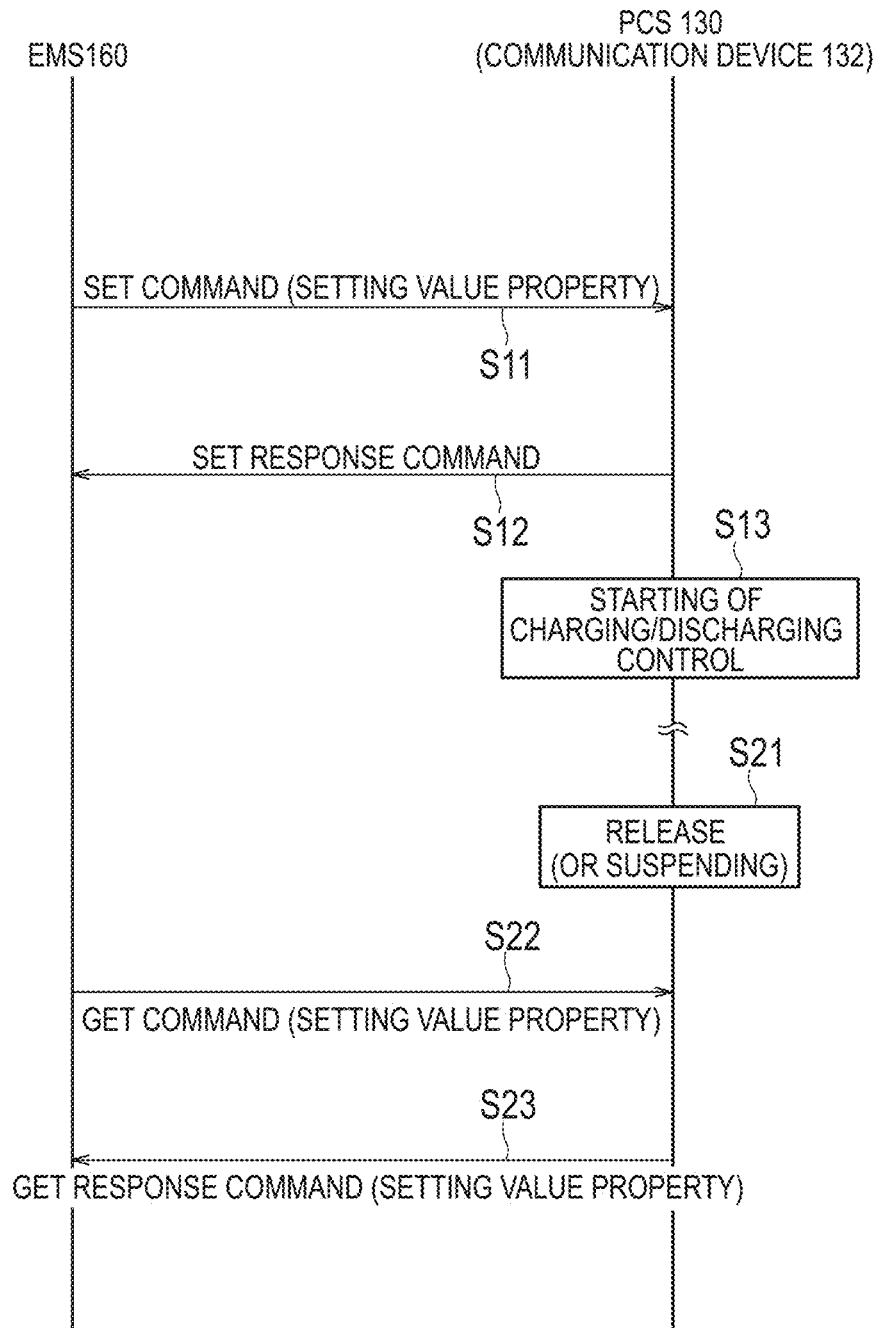 EMS160
PCS 130
(COMMUNICATION DEVICE 132)
SET COMMAND (SETTING VALUE PROPERTY)
S11
SET RESPONSE COMMAND
S12
S13
STARTING OF
CHARGING/DISCHARGING
CONTROL
S21
RELEASE
(OR SUSPENDING)
S22
GET COMMAND (SETTING VALUE PROPERTY)
S23
GET RESPONSE COMMAND (SETTING VALUE PROPERTY)